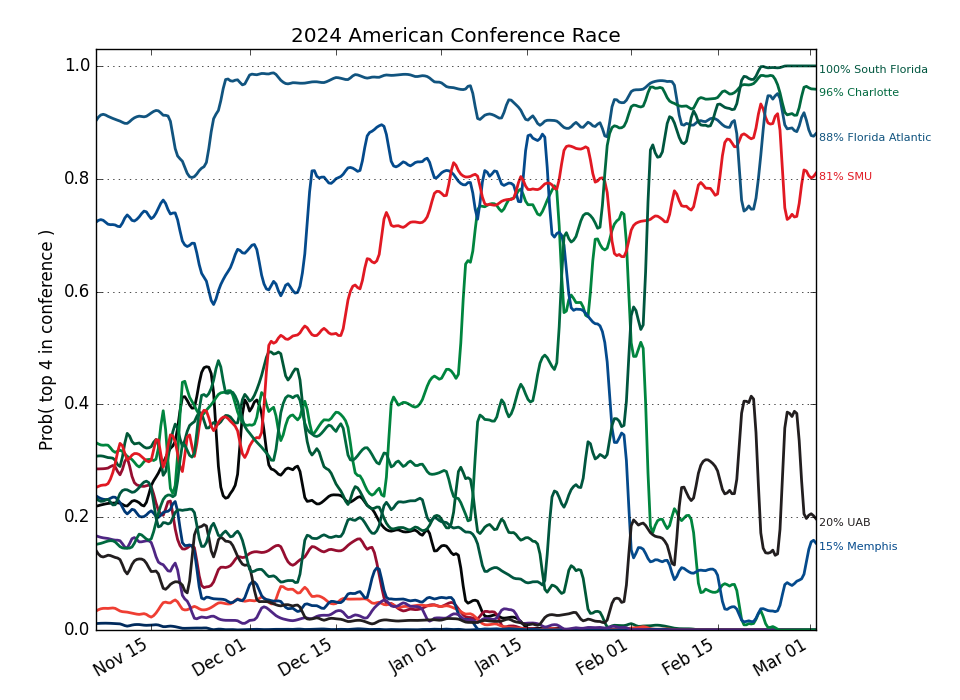 2024 American Conference Race
Prob( top 4 in conference )
1.0
0.8
0.6
0.4
0.2
0.0
100% South Florida
96% Charlotte
88% Florida Atlantic
81% SMU
20% UAB
15% Memphis
Nov 15
Dec 01
Dec 15
Jan 01
Jan 15
Feb 01
Feb 15
Mar 01